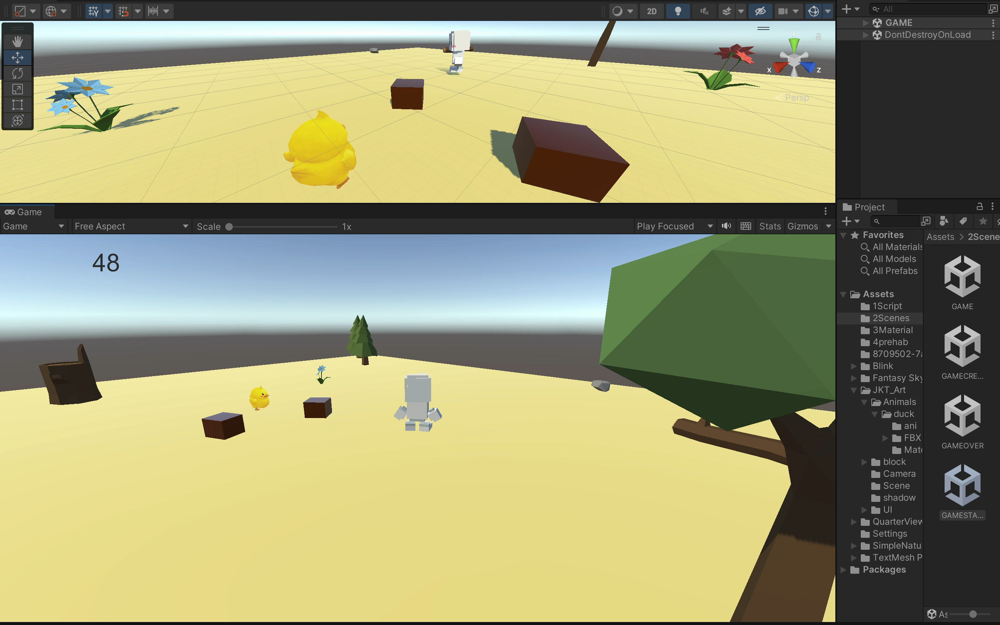 2D
All
GAME
DontDestroyOnLoad
y
x
z
Persp
Game
Game
Free Aspect
Scale
1x
Play Focused
Stats
Gizmos
48
Project
Favorites
All Materials
All Models
All Prefabs
Assets
1Script
2Scenes
3Material
4prehab
8709502-7a
Blink
Fantasy Sky
JKT_Art
Animals
duck
ani
FBX
Mate
block
Camera
Scene
shadow
UI
QuarterView
Settings
SimpleNatu
TextMesh P
Packages
Assets > 2Scene
GAME
GAMECRE...
GAMEOVER
GAMESTA...
As